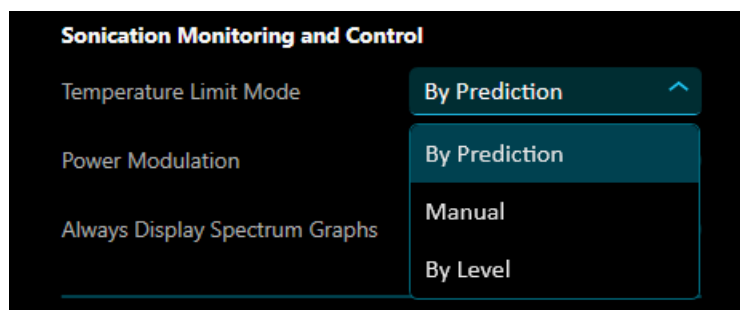 Sonication Monitoring and Control
Temperature Limit Mode
By Prediction
Power Modulation
By Prediction
Manual
Always Display Spectrum Graphs
By Level